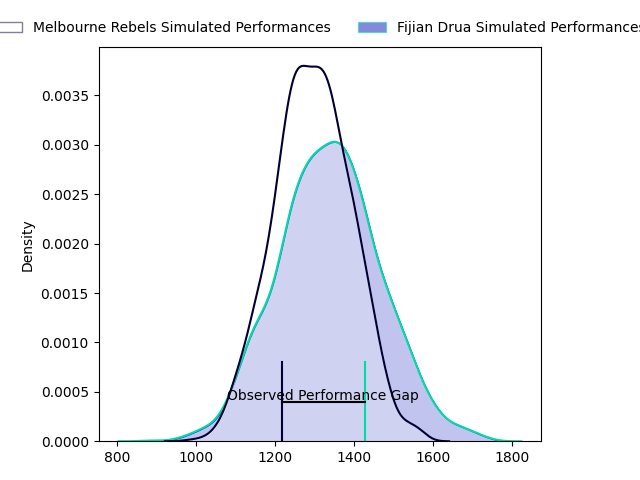 Melbourne Rebels Simulated Performances
Fijian Drua Simulated Performances
0.0035
0.0030
0.0025
0.0020
0.0015
0.0010
0.0005
0.0000
Density
Observed Performance Gap
800 1000 1200 1400 1600 1800